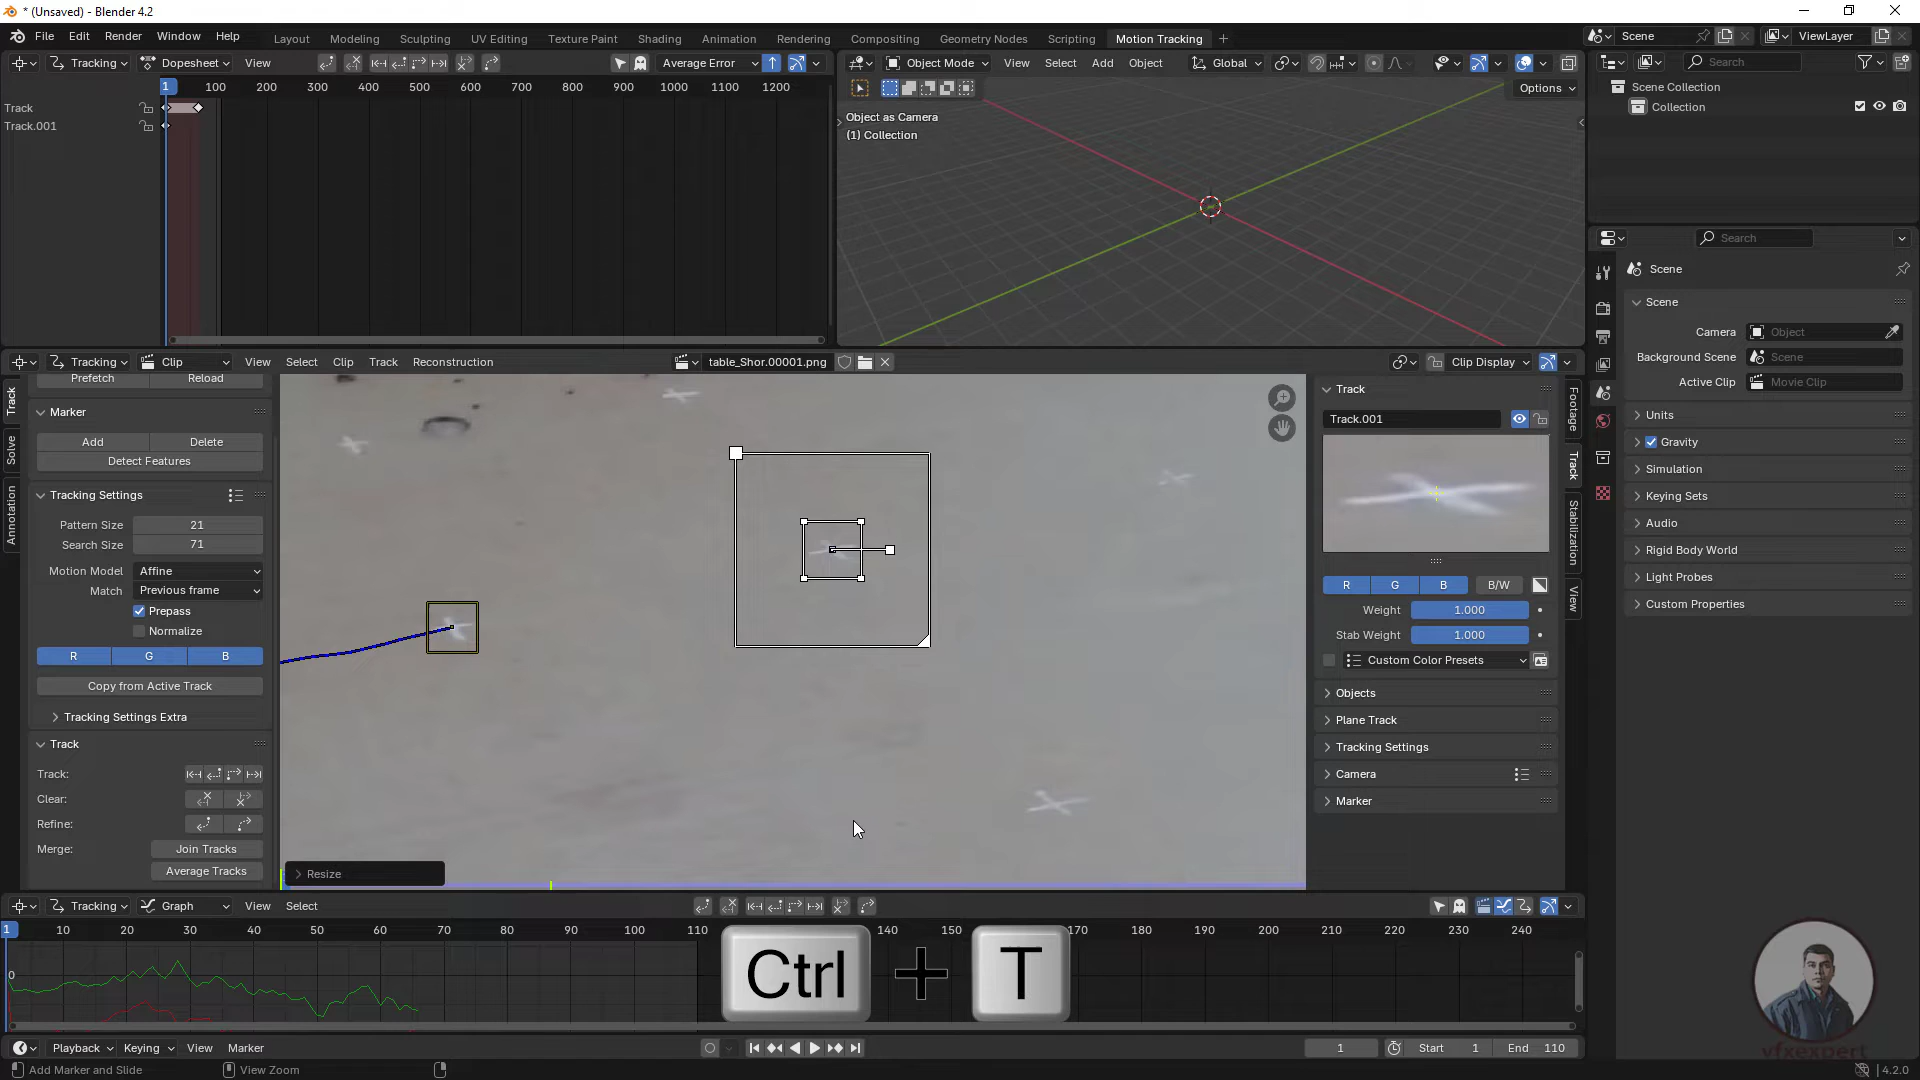 * (Unsaved) - Blender 4.2
File Edit Render Window Help Layout Modeling Sculpting UV Editing Texture Paint Shading Animation Rendering Compositing Geometry Nodes Scripting Motion Tracking + Scene ViewLayer
Tracking Dopesheet View Average Error Object Mode View Select Add Object Global Search
1 100 200 300 400 500 600 700 800 900 1000 1100 1200 Options Scene Collection
Track Object as Camera Collection
Track.001 (1) Collection
Search
Scene
Scene
Camera Object
Background Scene Scene
Active Clip Movie Clip
Units
Gravity
Simulation
Keying Sets
Audio
Rigid Body World
Light Probes
Custom Properties
Tracking Clip View Select Clip Track Reconstruction table_Shor.00001.png Clip Display
Prefetch Reload
Marker
Add Delete
Detect Features
Tracking Settings
Pattern Size 21
Search Size 71
Motion Model Affine
Match Previous frame
Prepass
Normalize
R G B
Copy from Active Track
Tracking Settings Extra
Track
Track:
Clear:
Refine:
Merge: Join Tracks
Average Tracks
Track
Solve
Annotation
Resize
Track
Track.001
R G B B/W
Weight 1.000
Stab Weight 1.000
Custom Color Presets
Objects
Plane Track
Tracking Settings
Camera
Marker
Footage
Track
Stabilization
View
Tracking Graph View Select
1 10 20 30 40 50 60 70 80 90 100 110 140 150 170 180 190 200 210 220 230 240
0
Ctrl + T
vfxexpert
Playback Keying View Marker 1 Start 1 End 110
Add Marker and Slide View Zoom 4.2.0